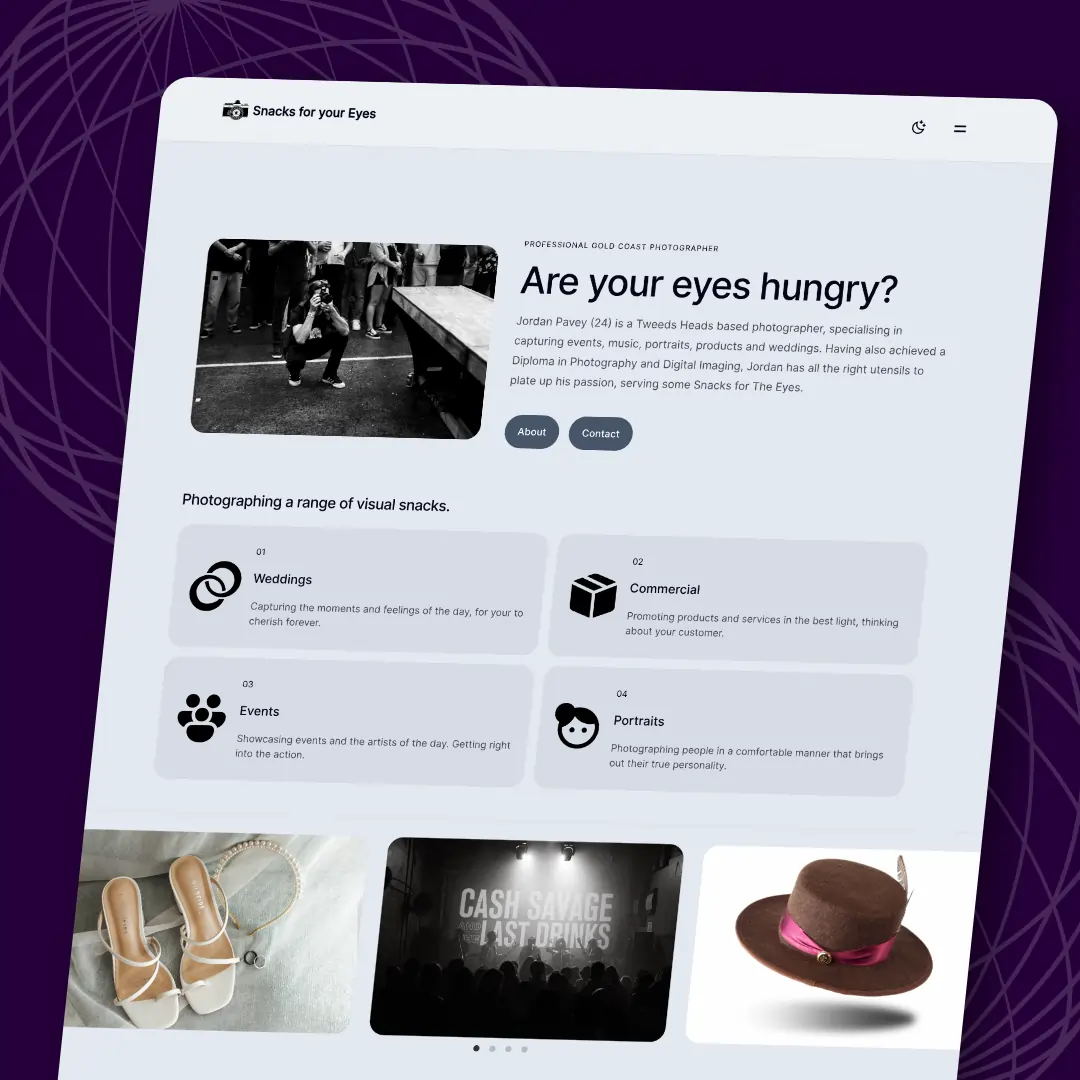 Snacks for your Eyes
PROFESSIONAL GOLD COAST PHOTOGRAPHER
Are your eyes hungry?
Jordan Pavey (24) is a Tweeds Heads based photographer, specialising in
capturing events, music, portraits, products and weddings. Having also achieved a
Diploma in Photography and Digital Imaging, Jordan has all the right utensils to
plate up his passion, serving some Snacks for The Eyes.
About
Contact
Photographing a range of visual snacks.
01
Weddings
Capturing the moments and feelings of the day, for your to
cherish forever.
02
Commercial
Promoting products and services in the best light, thinking
about your customer.
03
Events
Showcasing events and the artists of the day. Getting right
into the action.
04
Portraits
Photographing people in a comfortable manner that brings
out their true personality.
CASH SAVAGE
AND LAST DRINKS